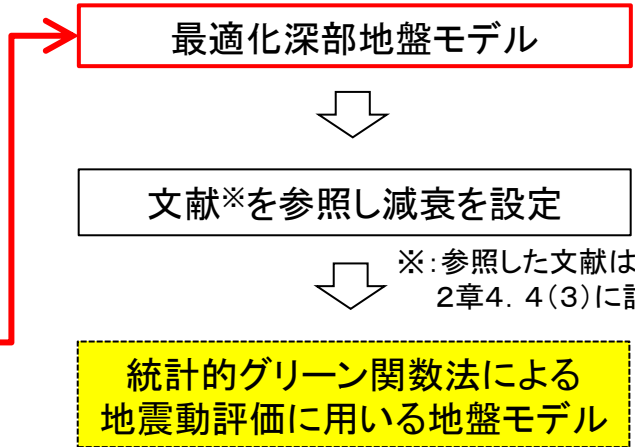 最適化深部地盤モデル
文献※を参照し減衰を設定
※:参照した文献は
2章4.4(3)に
統計的グリーン関数法による
地震動評価に用いる地盤モデル